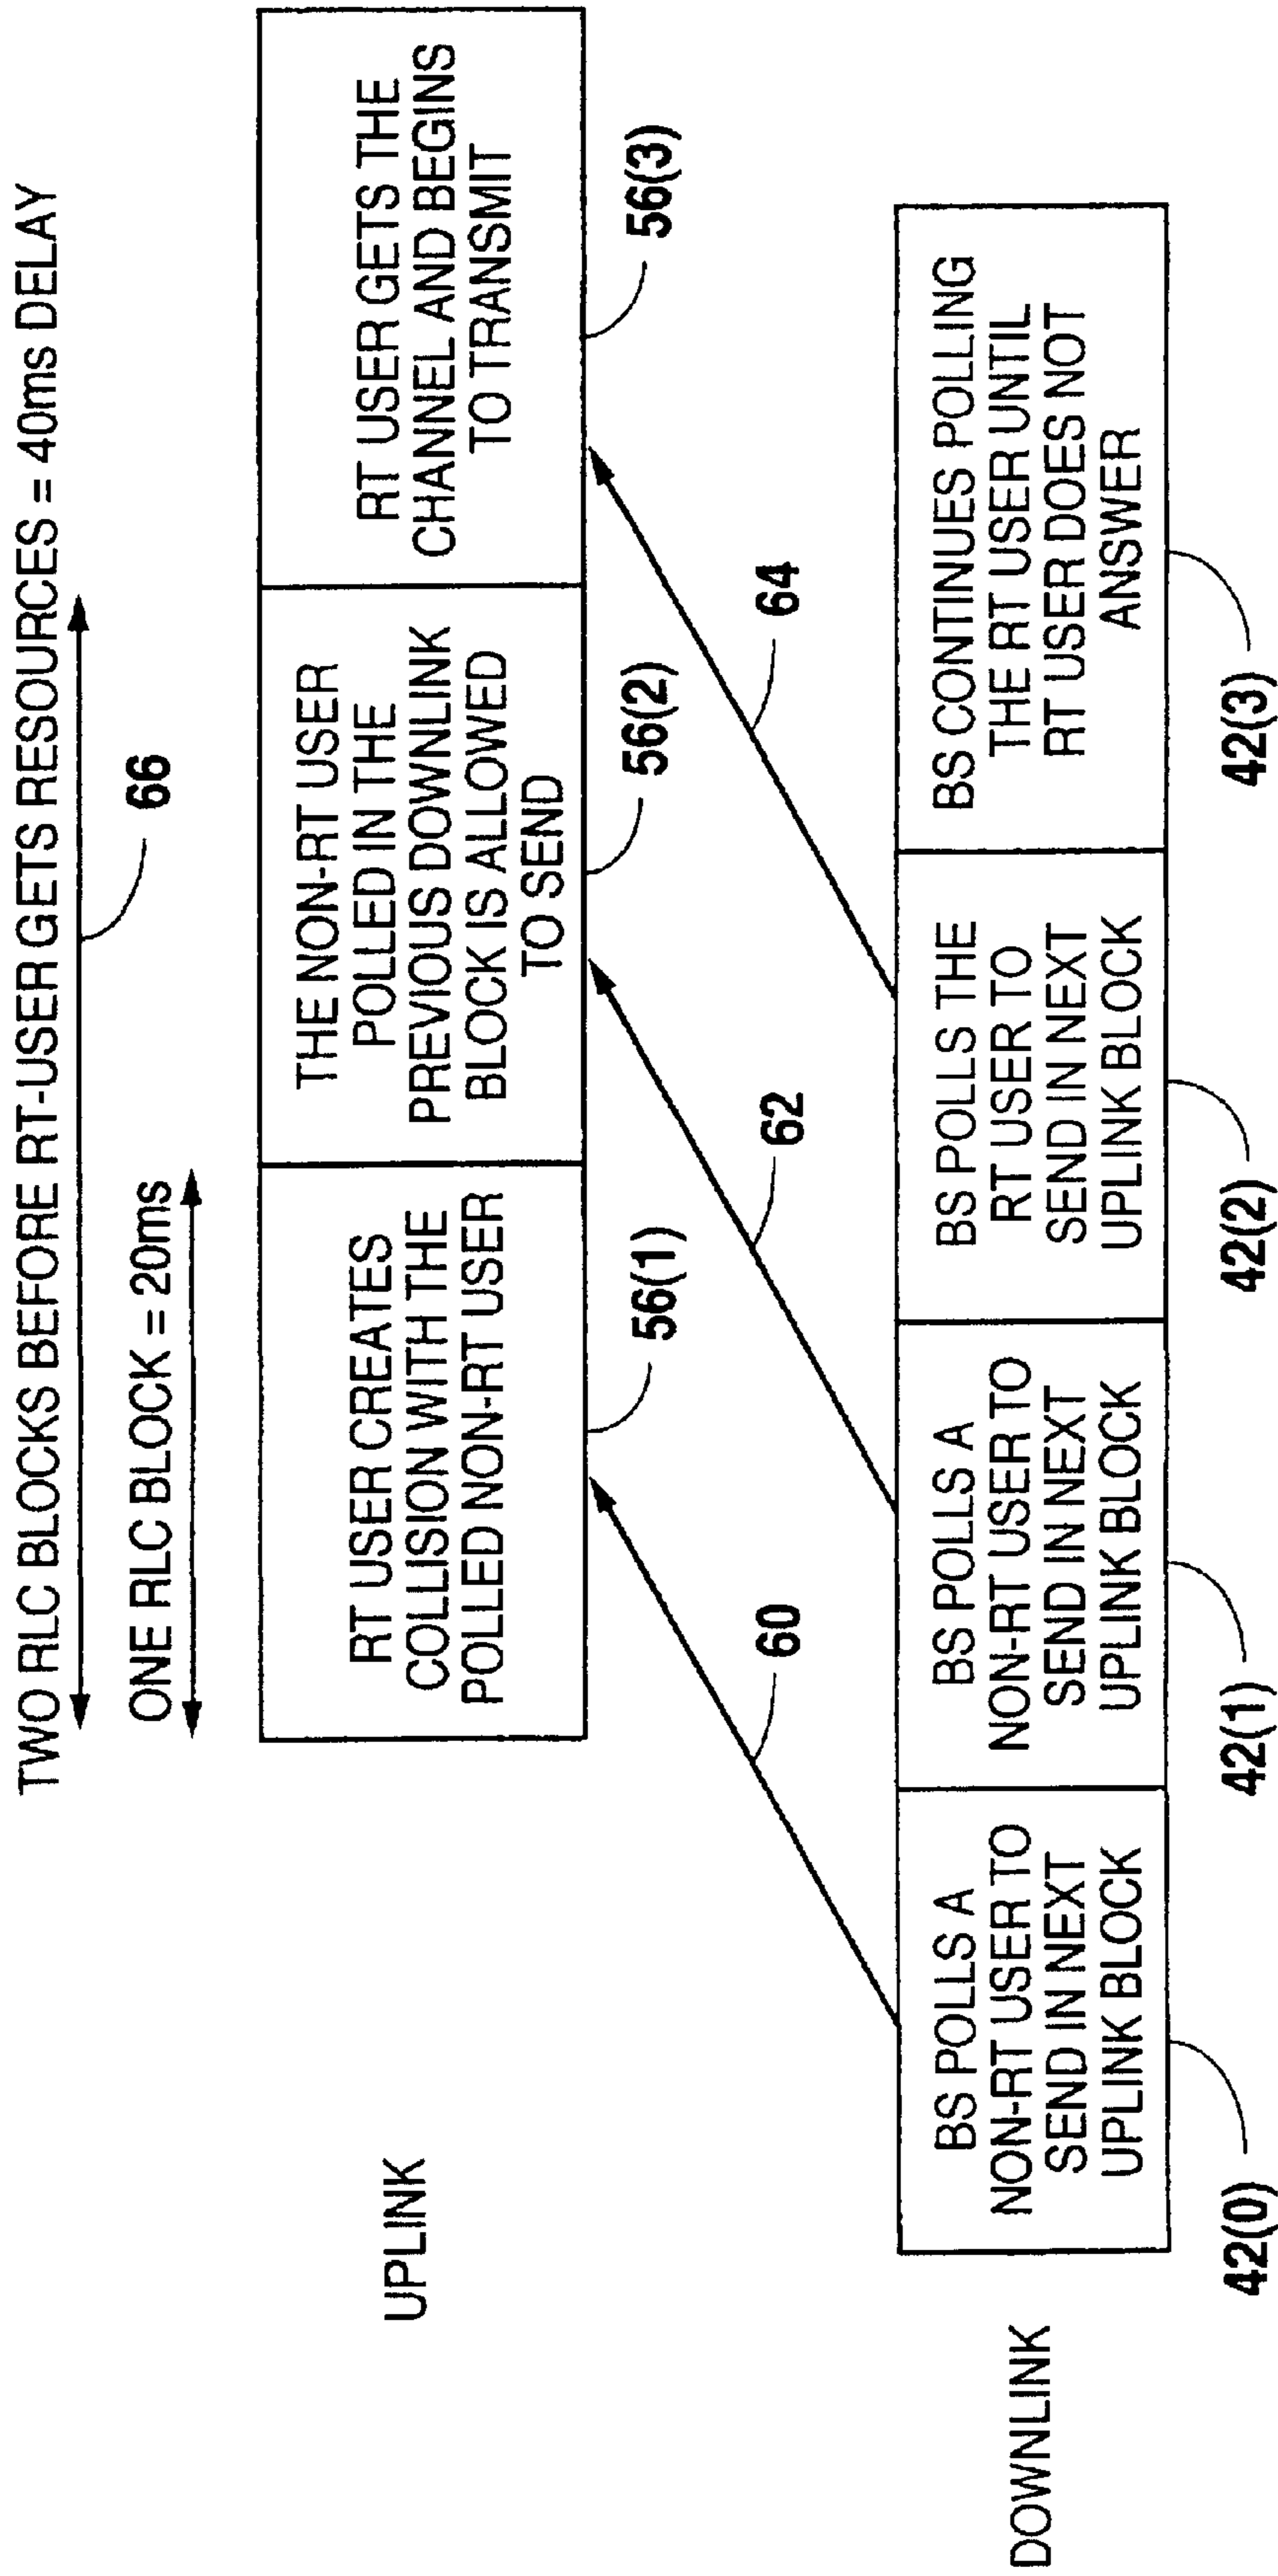 TWO RLC BLOCKS BEFORE RT-USER GETS RESOURCES = 40ms DELAY
66
ONE RLC BLOCK = 20ms
UPLINK
RT USER CREATES
COLLISION WITH THE
POLLED NON-RT USER
56(1)
THE NON-RT USER
POLLED IN THE
PREVIOUS DOWNLINK
BLOCK IS ALLOWED
TO SEND
56(2)
RT USER GETS THE
CHANNEL AND BEGINS
TO TRANSMIT
56(3)
60
62
64
DOWNLINK
BS POLLS A
NON-RT USER TO
SEND IN NEXT
UPLINK BLOCK
42(0)
BS POLLS A
NON-RT USER TO
SEND IN NEXT
UPLINK BLOCK
42(1)
BS POLLS THE
RT USER TO
SEND IN NEXT
UPLINK BLOCK
42(2)
BS CONTINUES POLLING
THE RT USER UNTIL
RT USER DOES NOT
ANSWER
42(3)